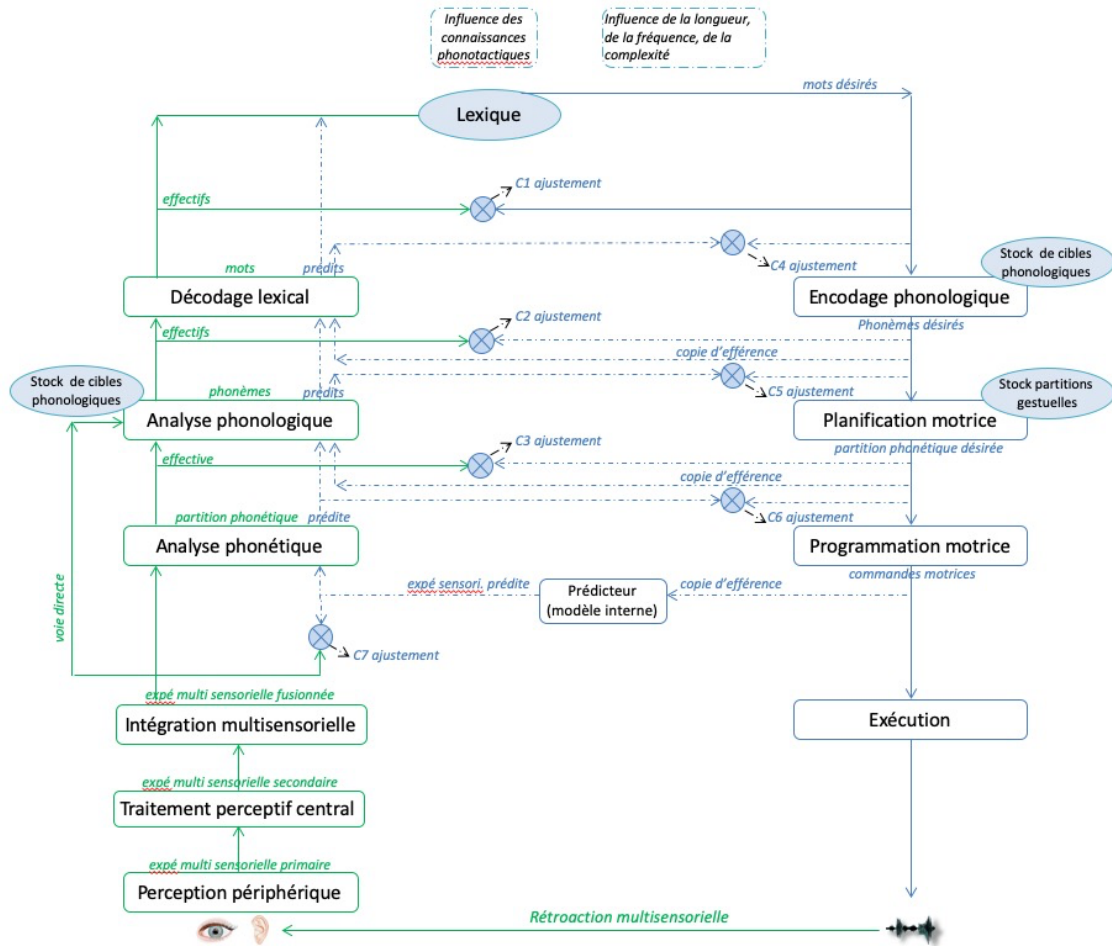 Influence des
connaissances
phonotactiques
Influence de la longueur,
de la fréquence, de la
complexité
mots désirés
Lexique
C1 ajustement
effectifs
mots
prédits
C4 ajustement
Stock de cibles
phonologiques
Décodage lexical
Encodage phonologique
effectifs
C2 ajustement
Phonèmes désirés
copie d'efférence
Stock de cibles
phonologiques
phonèmes
prédits
C5 ajustement
Stock partitions
gestuelles
Analyse phonologique
Planification motrice
effective
C3 ajustement
partition phonétique désirée
copie d'efférence
partition phonétique
prédite
C6 ajustement
Analyse phonétique
Programmation motrice
commandes motrices
expé sensori. prédite
Prédicteur
(modèle interne)
copie d'efférence
voie directe
C7 ajustement
expé multi sensorielle fusionnée
Intégration multisensorielle
Exécution
expé multi sensorielle secondaire
Traitement perceptif central
expé multi sensorielle primaire
Perception périphérique
Rétroaction multisensorielle